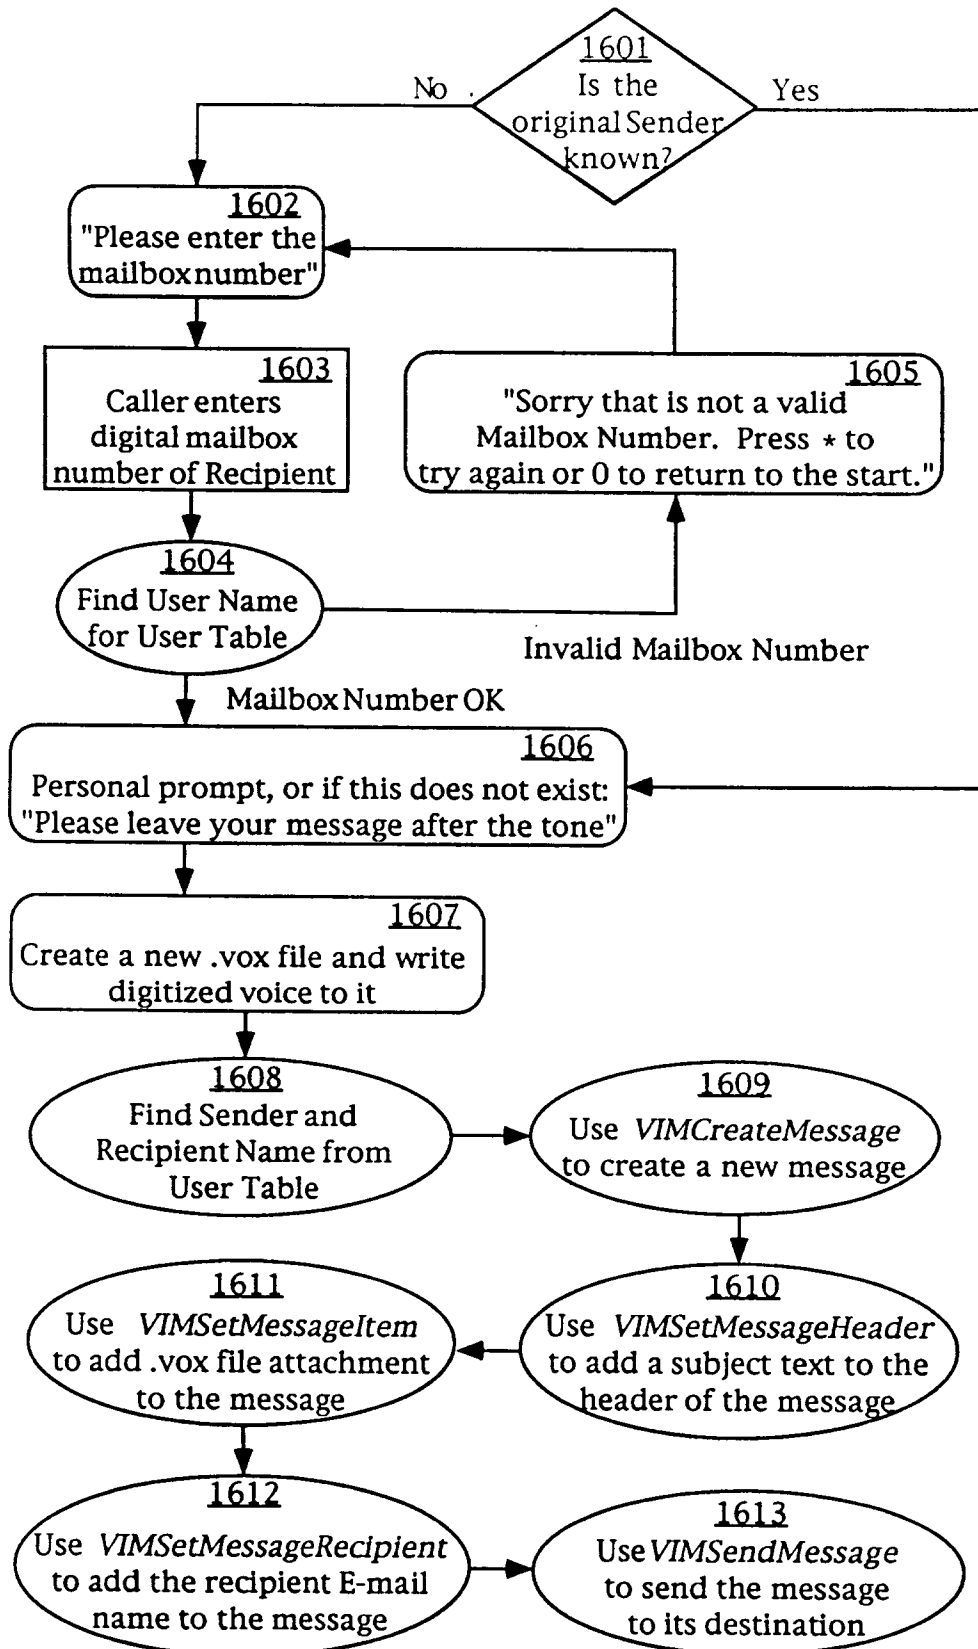 1601
Is the
original Sender
known?
No
Yes
1602
"Please enter the
mailbox number"
1603
Caller enters
digital mailbox
number of Recipient
1605
"Sorry that is not a valid
Mailbox Number. Press * to
try again or 0 to return to the start."
1604
Find User Name
for User Table
Invalid Mailbox Number
Mailbox Number OK
1606
Personal prompt, or if this does not exist:
"Please leave your message after the tone"
1607
Create a new .vox file and write
digitized voice to it
1608
Find Sender and
Recipient Name from
User Table
1609
Use VIMCreateMessage
to create a new message
1610
Use VIMSetMessageHeader
to add a subject text to the
header of the message
1611
Use VIMSetMessageItem
to add .vox file attachment
to the message
1612
Use VIMSetMessageRecipient
to add the recipient E-mail
name to the message
1613
Use VIMSendMessage
to send the message
to its destination